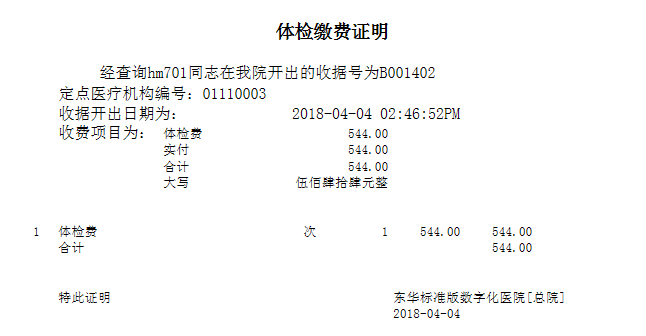 体检缴费证明
经查询hm701同志在我院开出的收据号为B001402
定点医疗机构编号：01110003
收据开出日期为： 2018-04-04 02:46:52PM
收费项目为： 体检费 544.00
实付 544.00
合计 544.00
大写 伍佰肆拾肆元整
1 体检费 次 1 544.00 544.00
合计 544.00
特此证明 东华标准版数字化医院[总院]
2018-04-04